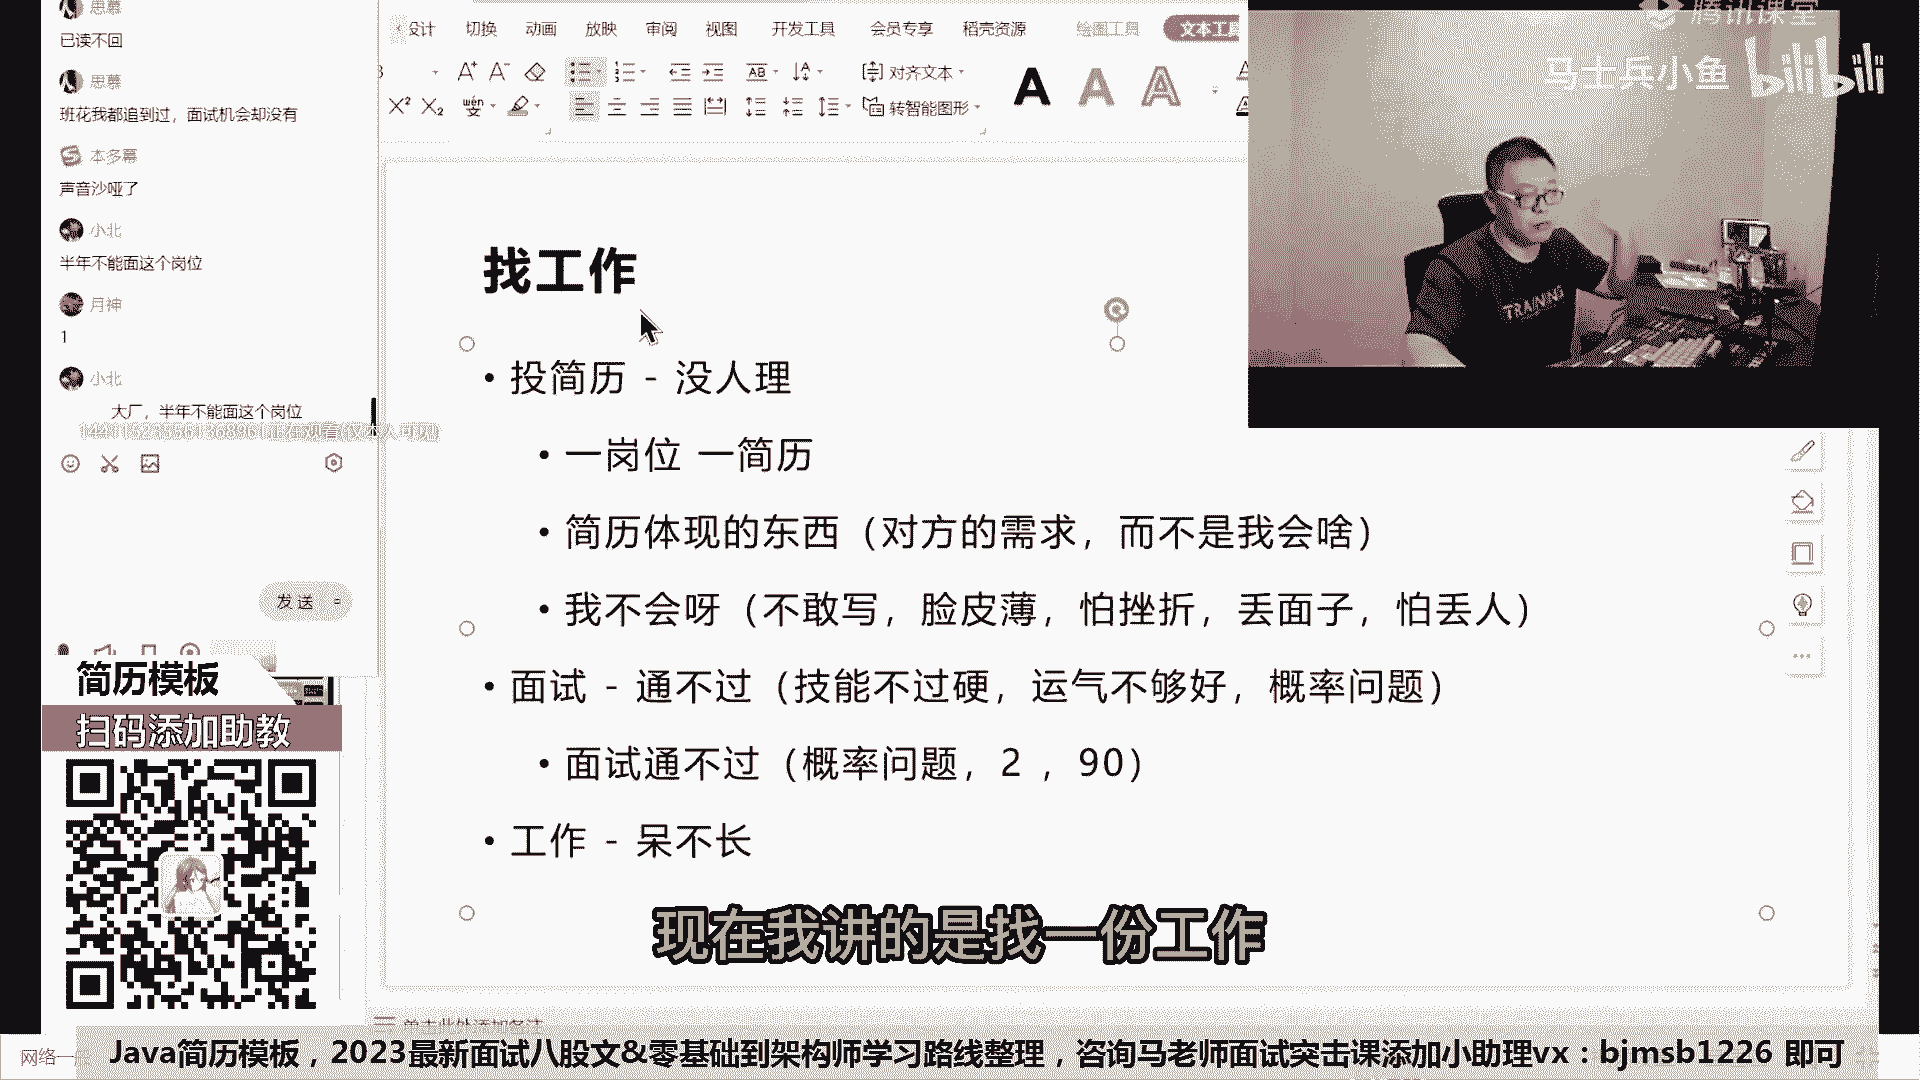 思慕
已读不回
思慕
班花我都追到过，面试机会却没有
本多幕
声音沙哑了
小北
半年不能面这个岗位
月神
1
小北
大厂，半年不能面这个岗位
发送
简历模板
扫码添加助教
设计 切换 动画 放映 审阅 视图 开发工具 会员专享 稻壳资源 绘图工具 文本工具
对齐文本
转智能图形
腾讯课堂
马士兵小鱼 bilibili
TRAINING
找工作
• 投简历 - 没人理
• 一岗位 一简历
• 简历体现的东西（对方的需求，而不是我会啥）
• 我不会呀（不敢写，脸皮薄，怕挫折，丢面子，怕丢人）
• 面试 - 通不过（技能不过硬，运气不够好，概率问题）
• 面试通不过（概率问题，2 ，90）
• 工作 - 呆不长
现在我讲的是找一份工作
单击此处添加备注
网络一
Java简历模板，2023最新面试八股文&零基础到架构师学习路线整理，咨询马老师面试突击课添加小助理vx：bjmsb1226 即可